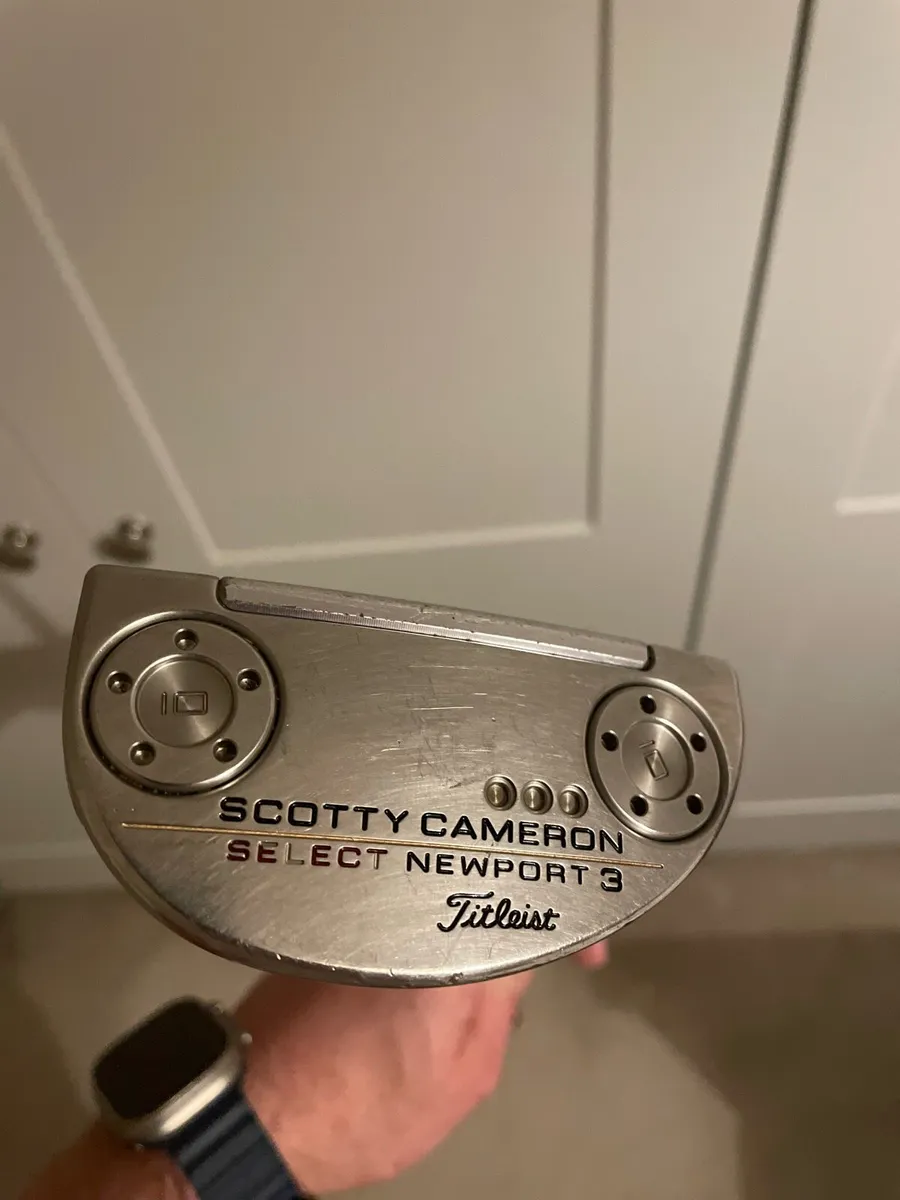 10
10
SCOTTY CAMERON
SELECT NEWPORT 3
Titleist